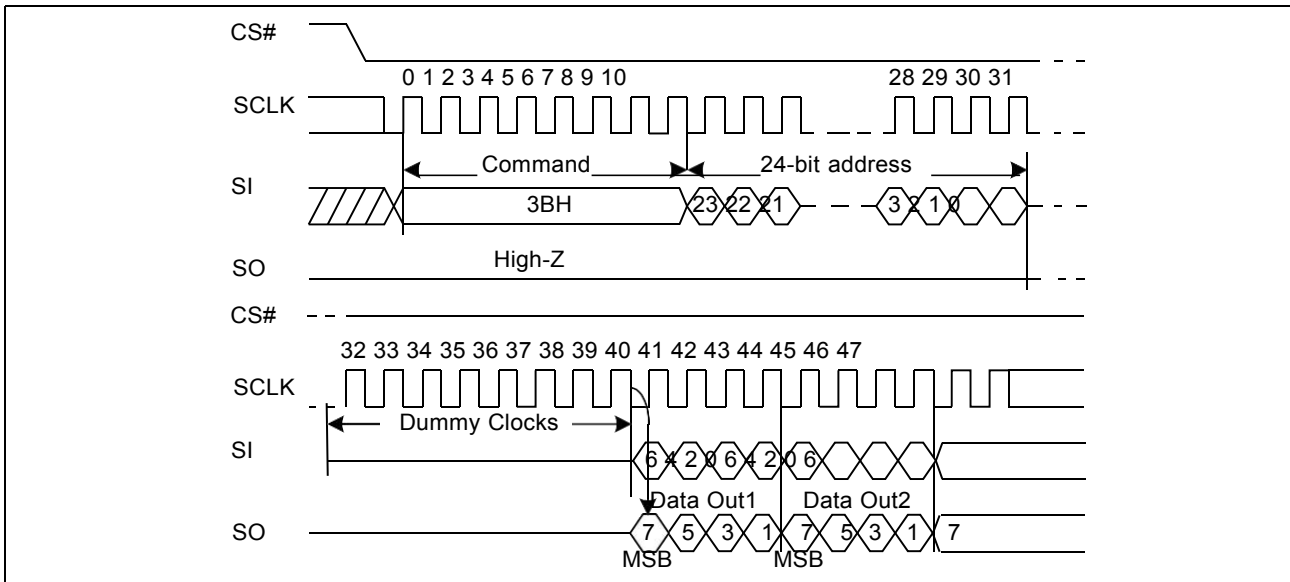 CS#
0 1 2 3 4 5 6 7 8 9 10 28 29 30 31
SCLK
Command 24-bit address
SI
3BH 23 22 21 3 2 1 0
High-Z
SO
CS#
32 33 34 35 36 37 38 39 40 41 42 43 44 45 46 47
SCLK
Dummy Clocks
SI
6 4 2 0 6 4 2 0 6
Data Out1 Data Out2
SO
7 5 3 1 7 5 3 1 7
MSB MSB